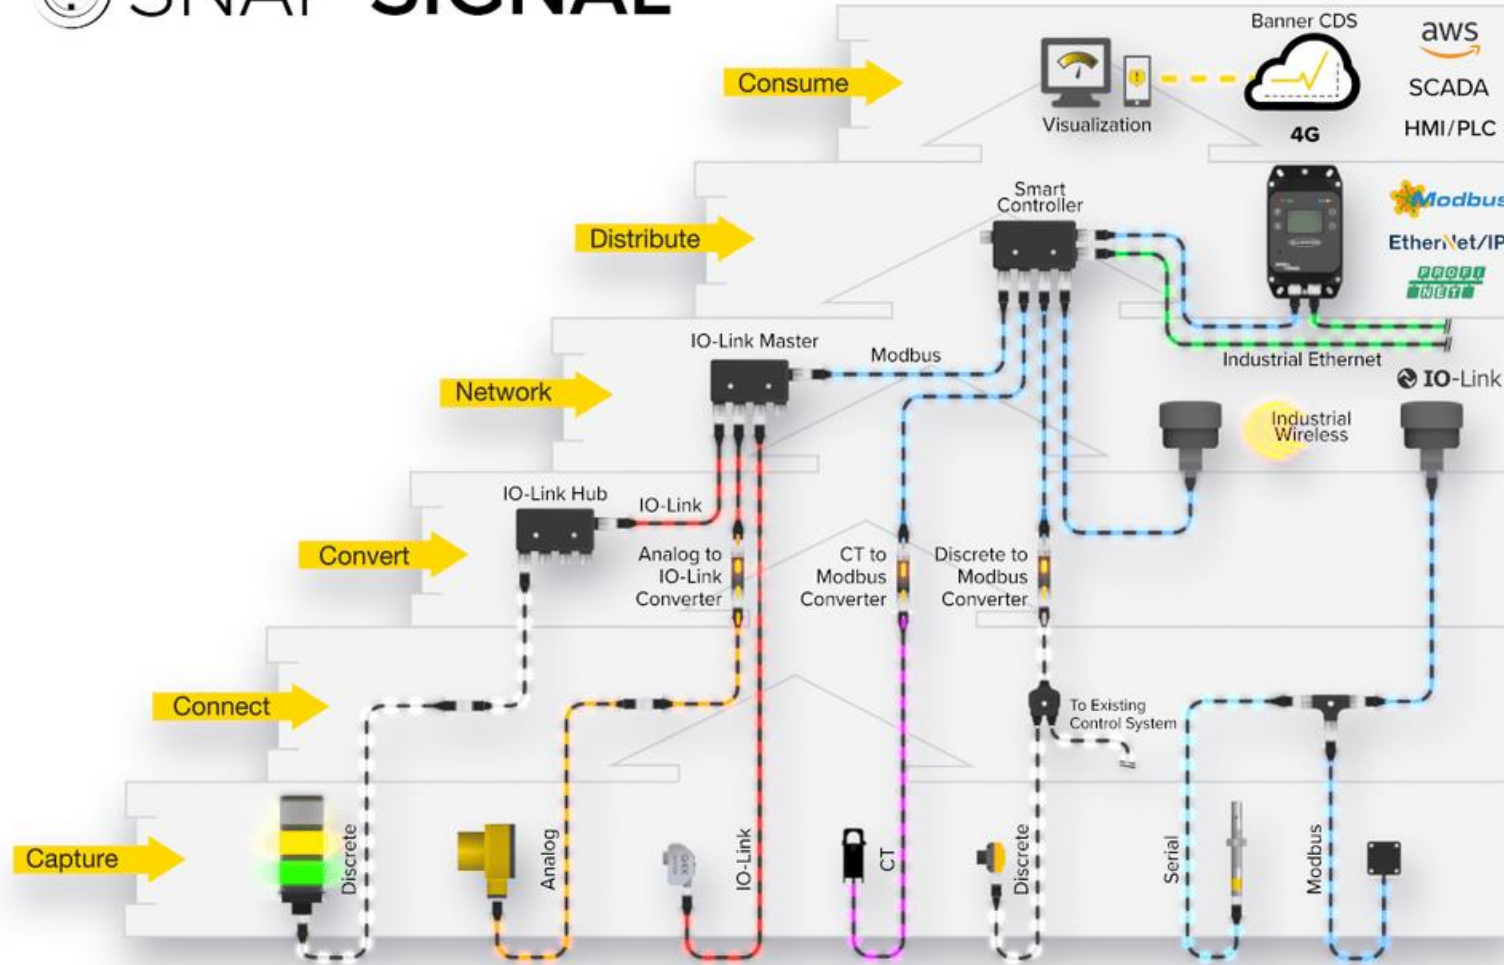 SNAP SIGNAL
Consume
Visualization
Banner CDS
4G
aws
SCADA
HMI/PLC
Distribute
Smart
Controller
Modbus
EtherNet/IP
PROFI
NET
Industrial Ethernet
Network
IO-Link Master
Modbus
IO-Link
Industrial
Wireless
Convert
IO-Link Hub
IO-Link
Analog to
IO-Link
Converter
CT to
Modbus
Converter
Discrete to
Modbus
Converter
Connect
To Existing
Control System
Capture
Discrete
Analog
IO-Link
CT
Discrete
Serial
Modbus